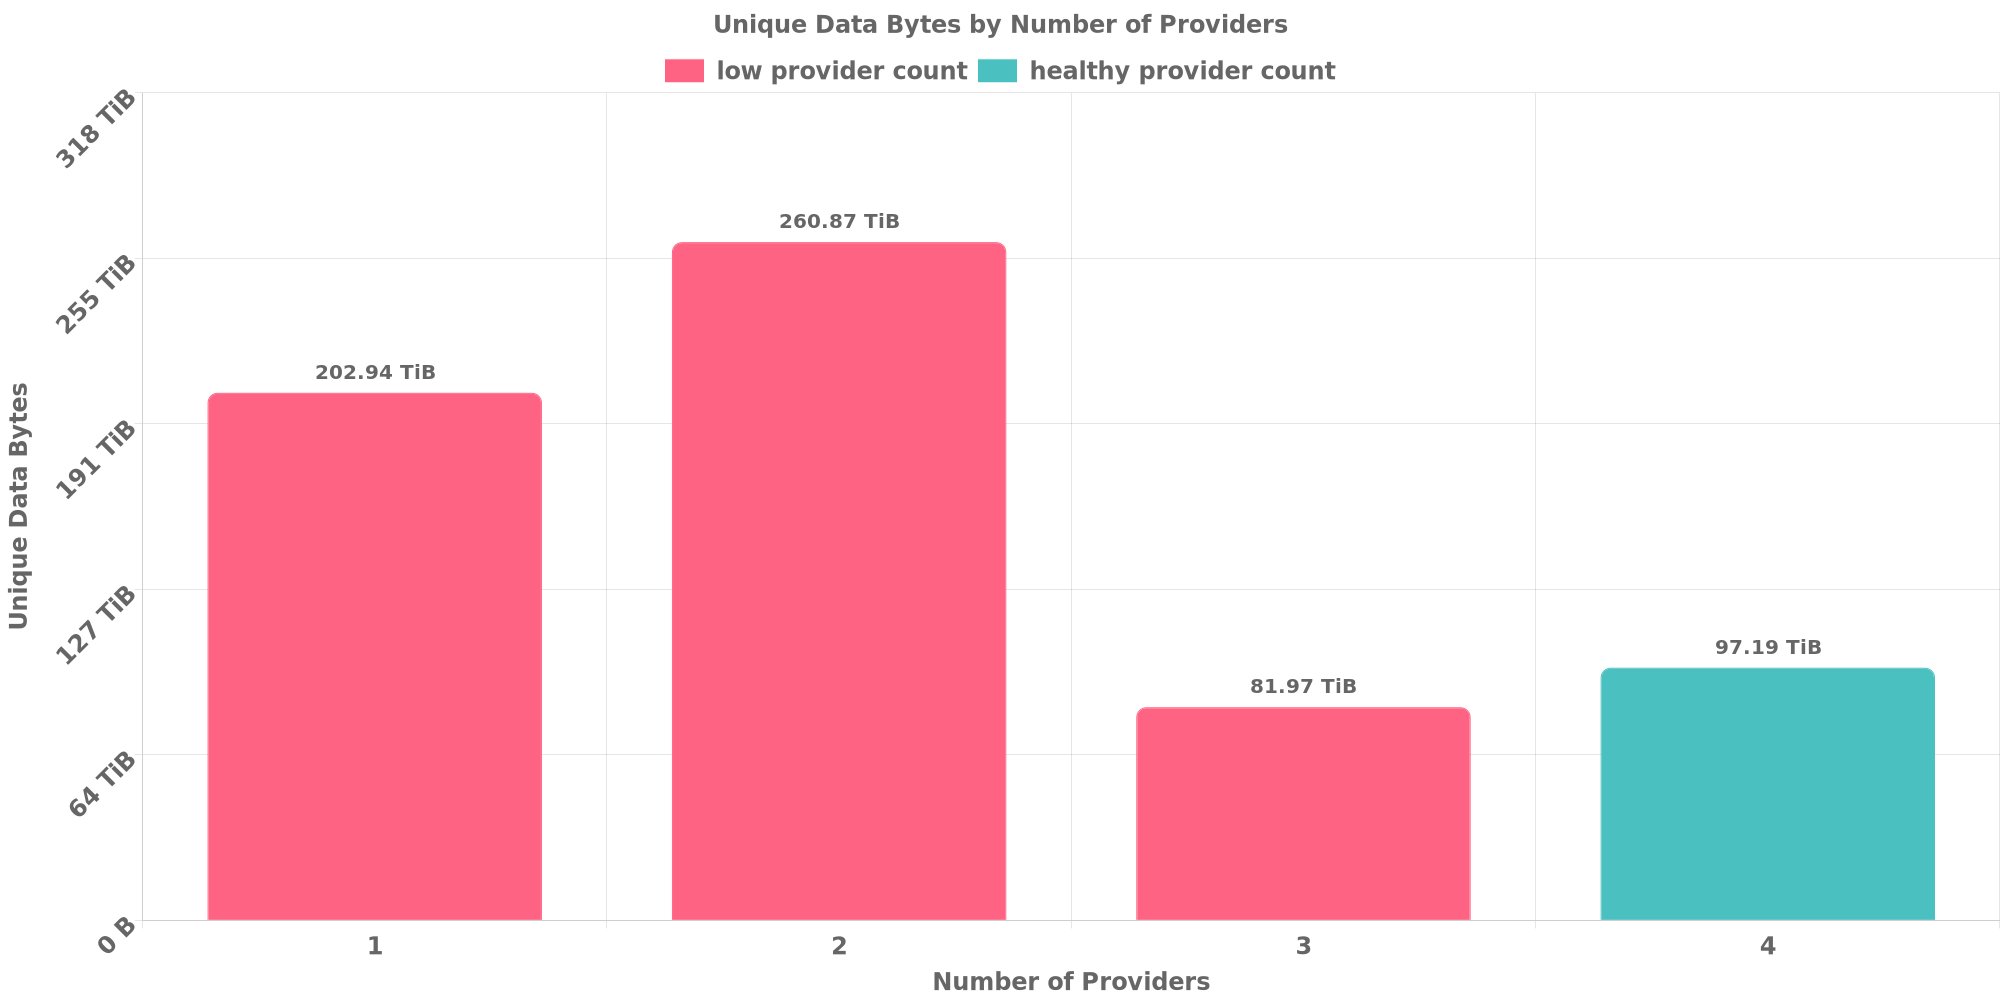 Unique Data Bytes by Number of Providers
low provider count
healthy provider count
318 TiB
255 TiB
191 TiB
127 TiB
64 TiB
0 B
Unique Data Bytes
202.94 TiB
260.87 TiB
81.97 TiB
97.19 TiB
1
2
3
4
Number of Providers